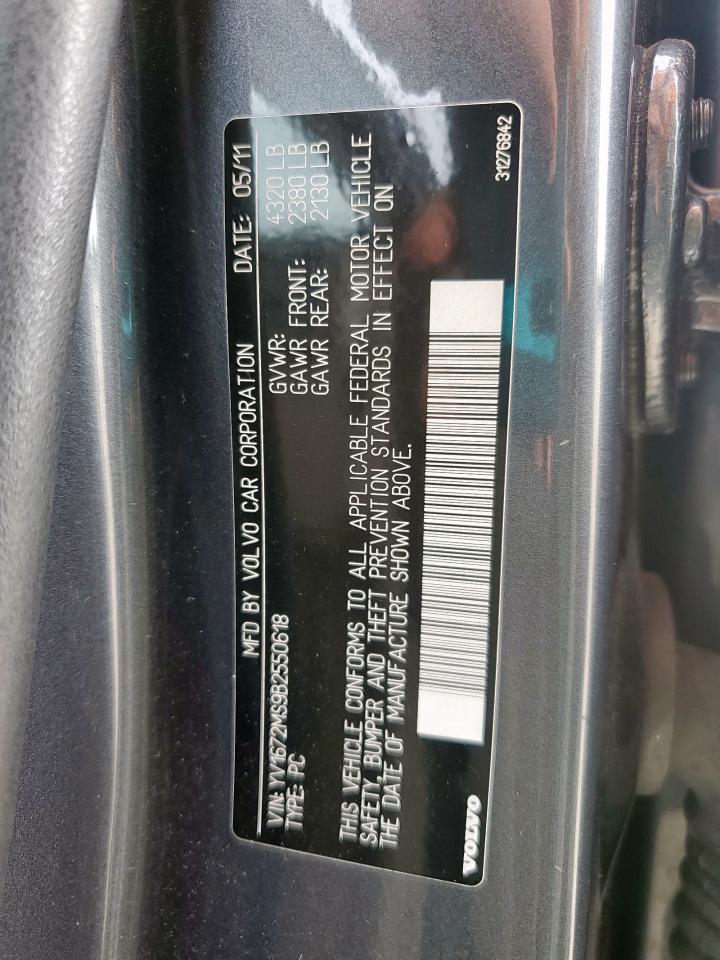 MFD BY VOLVO CAR CORPORATION DATE: 05/11
VIN: YV1672MS9B2550618 GVWR: 4320 LB
TYPE: PC GAWR FRONT: 2380 LB
GAWR REAR: 2130 LB
THIS VEHICLE CONFORMS TO ALL APPLICABLE FEDERAL MOTOR VEHICLE
SAFETY, BUMPER AND THEFT PREVENTION STANDARDS IN EFFECT ON
THE DATE OF MANUFACTURE SHOWN ABOVE.
VOLVO 31276842